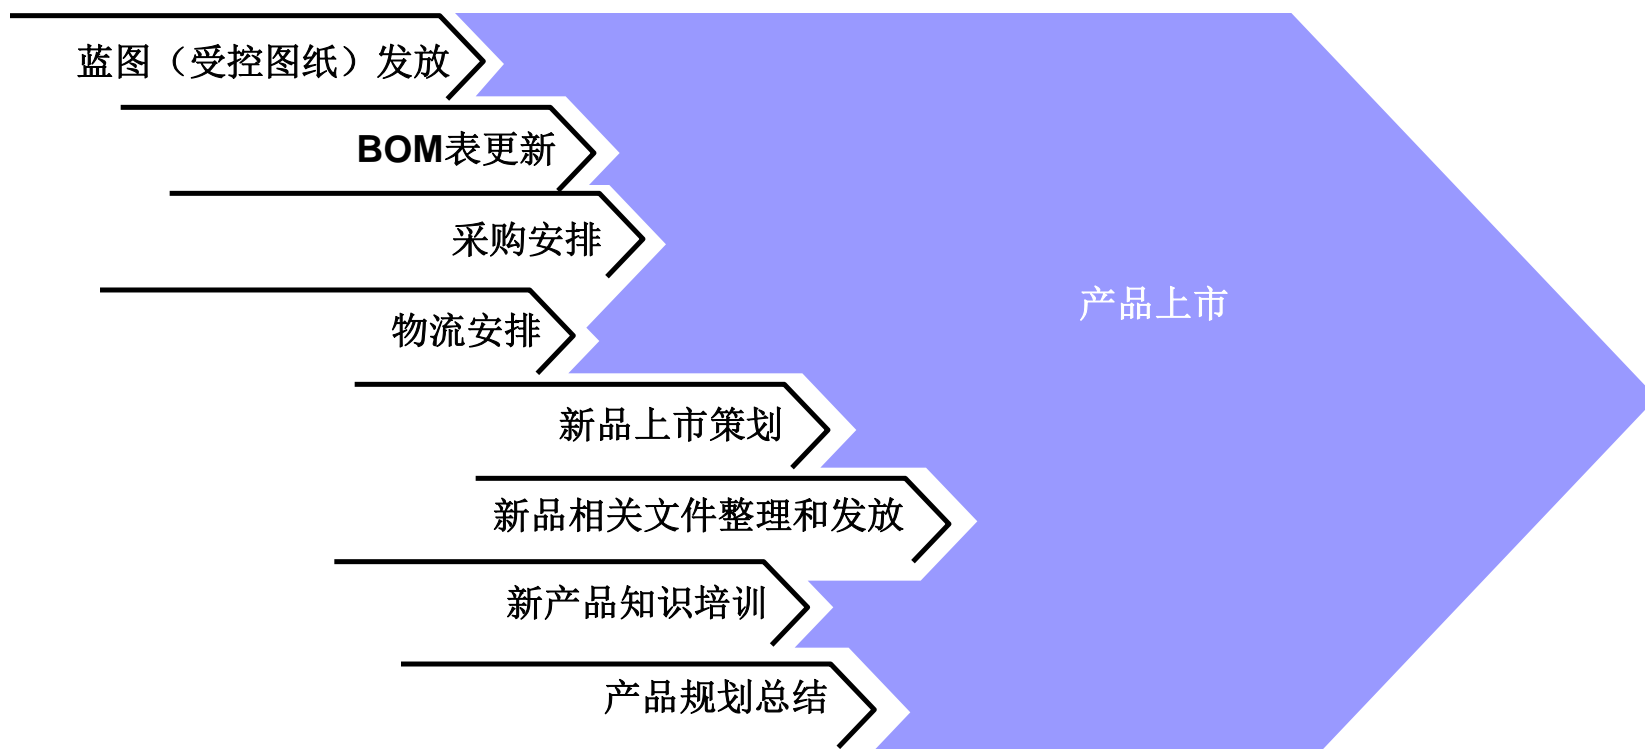 蓝图（受控图纸）发放
BOM表更新
采购安排
物流安排
产品上市
新品上市策划
新品相关文件整理和发放
新产品知识培训
产品规划总结